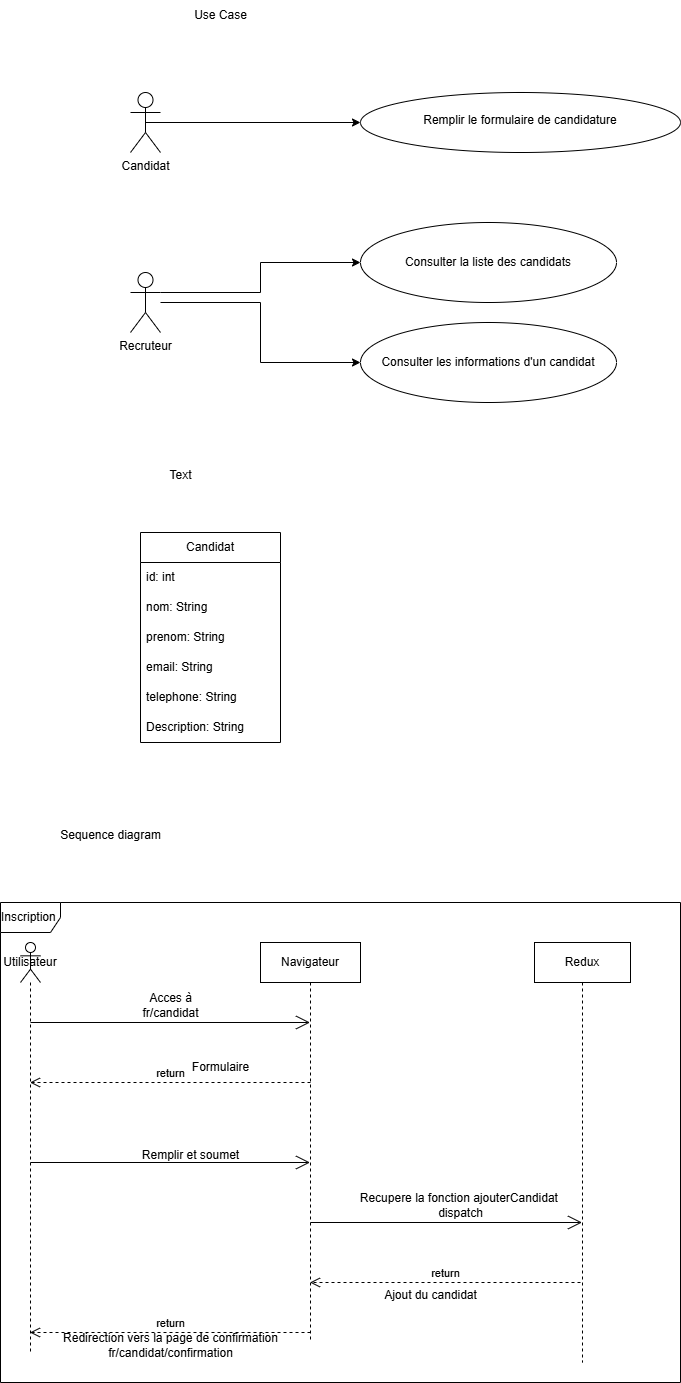 Use Case
Remplir le formulaire de candidature
Candidat
Consulter la liste des candidats
Recruteur
Consulter les informations d'un candidat
Text
Candidat
id: int
nom: String
prenom: String
email: String
telephone: String
Description: String
Sequence diagram
Inscription
Utilisateur
Navigateur
Redux
Acces à
fr/candidat
return
Formulaire
Remplir et soumet
Recupere la fonction ajouterCandidat
dispatch
return
Ajout du candidat
return
Redirection vers la page de confirmation
fr/candidat/confirmation